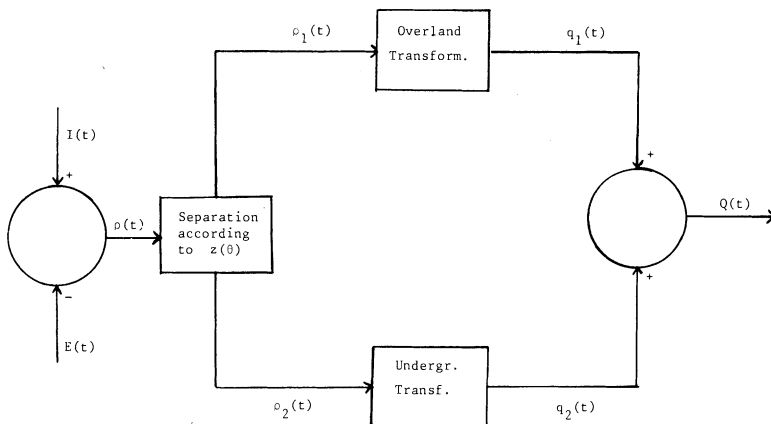 ρ₁(t)
Overland
Transform.
q₁(t)
I(t)
+
+
ρ(t)
Separation
according
to z(θ)
Q(t)
−
+
E(t)
Undergr.
Transf.
ρ₂(t)
q₂(t)